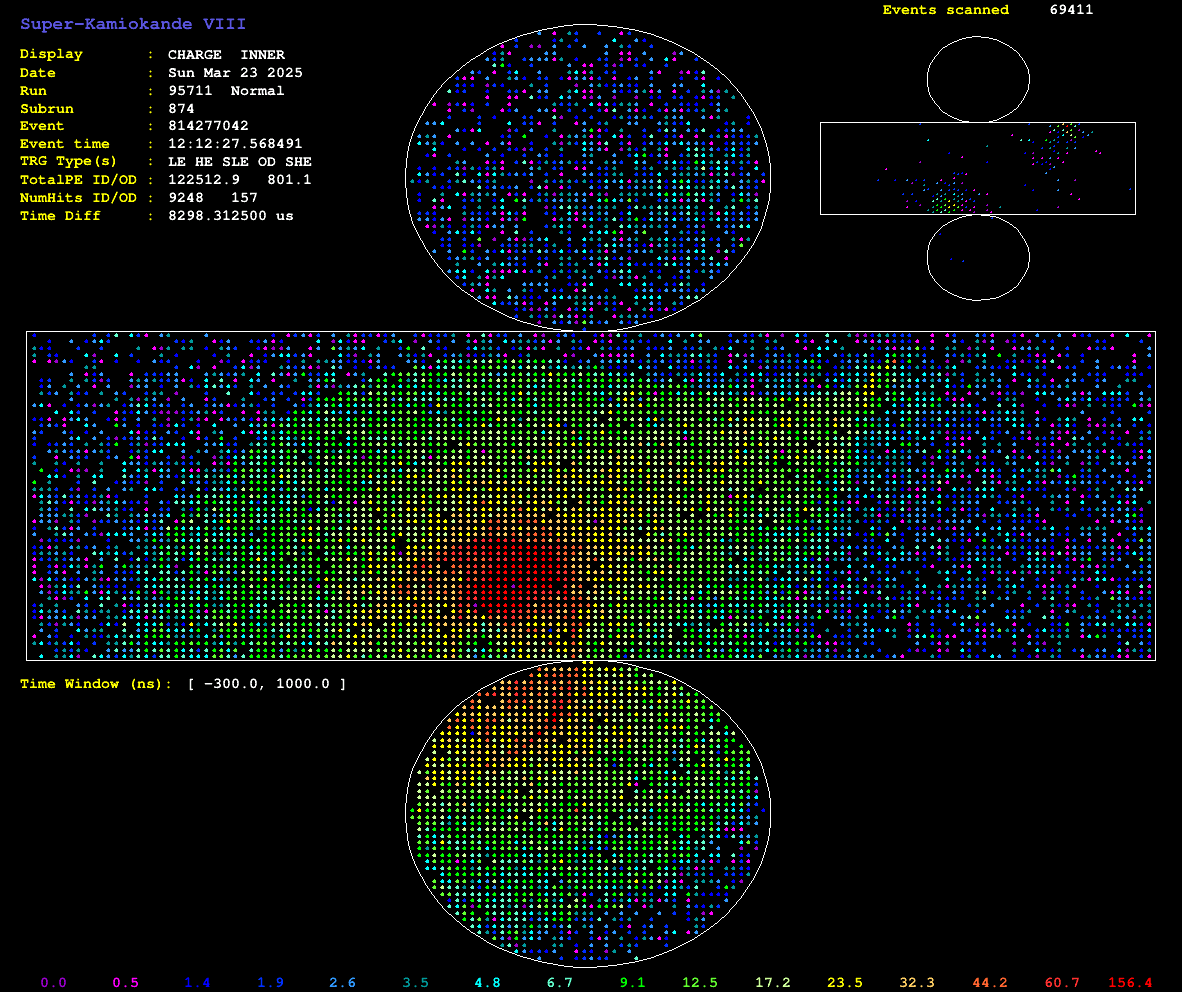 Super-Kamiokande VIII
Events scanned 69411
Display : CHARGE INNER
Date : Sun Mar 23 2025
Run : 95711 Normal
Subrun : 874
Event : 814277042
Event time : 12:12:27.568491
TRG Type(s) : LE HE SLE OD SHE
TotalPE ID/OD : 122512.9 801.1
NumHits ID/OD : 9248 157
Time Diff : 8298.312500 us
Time Window (ns): [ -300.0, 1000.0 ]
0.0 0.5 1.4 1.9 2.6 3.5 4.8 6.7 9.1 12.5 17.2 23.5 32.3 44.2 60.7 156.4